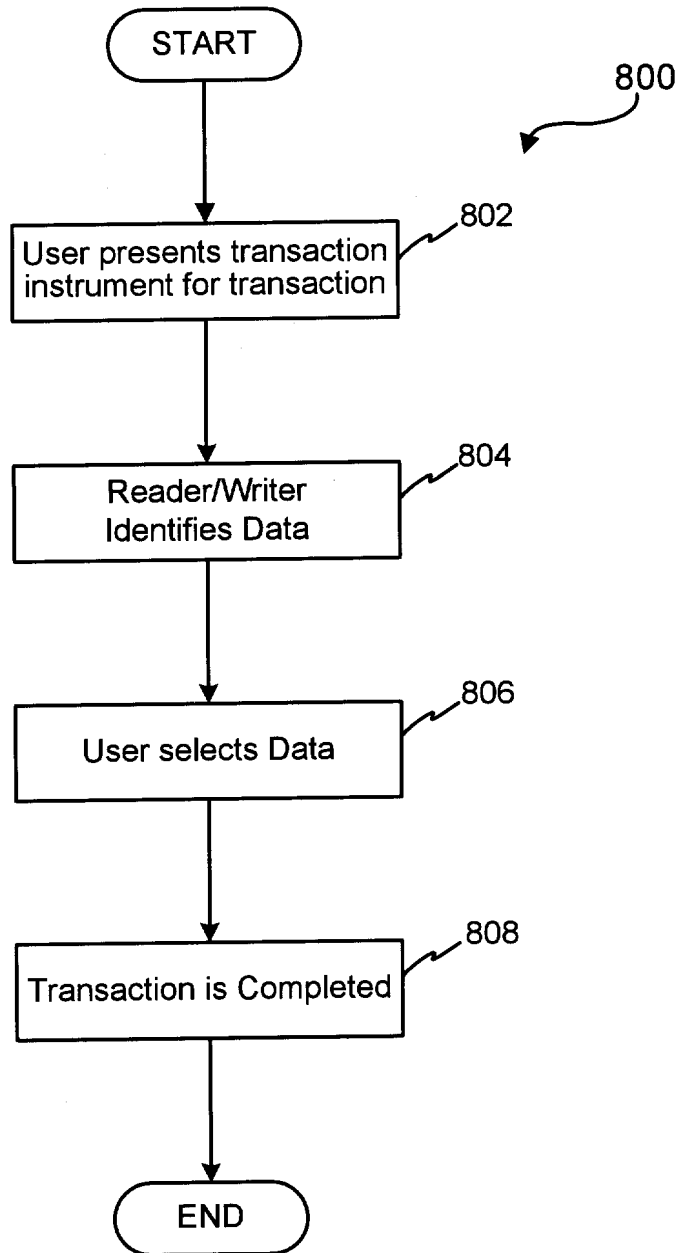 START
800
802
User presents transaction
instrument for transaction
804
Reader/Writer
Identifies Data
806
User selects Data
808
Transaction is Completed
END